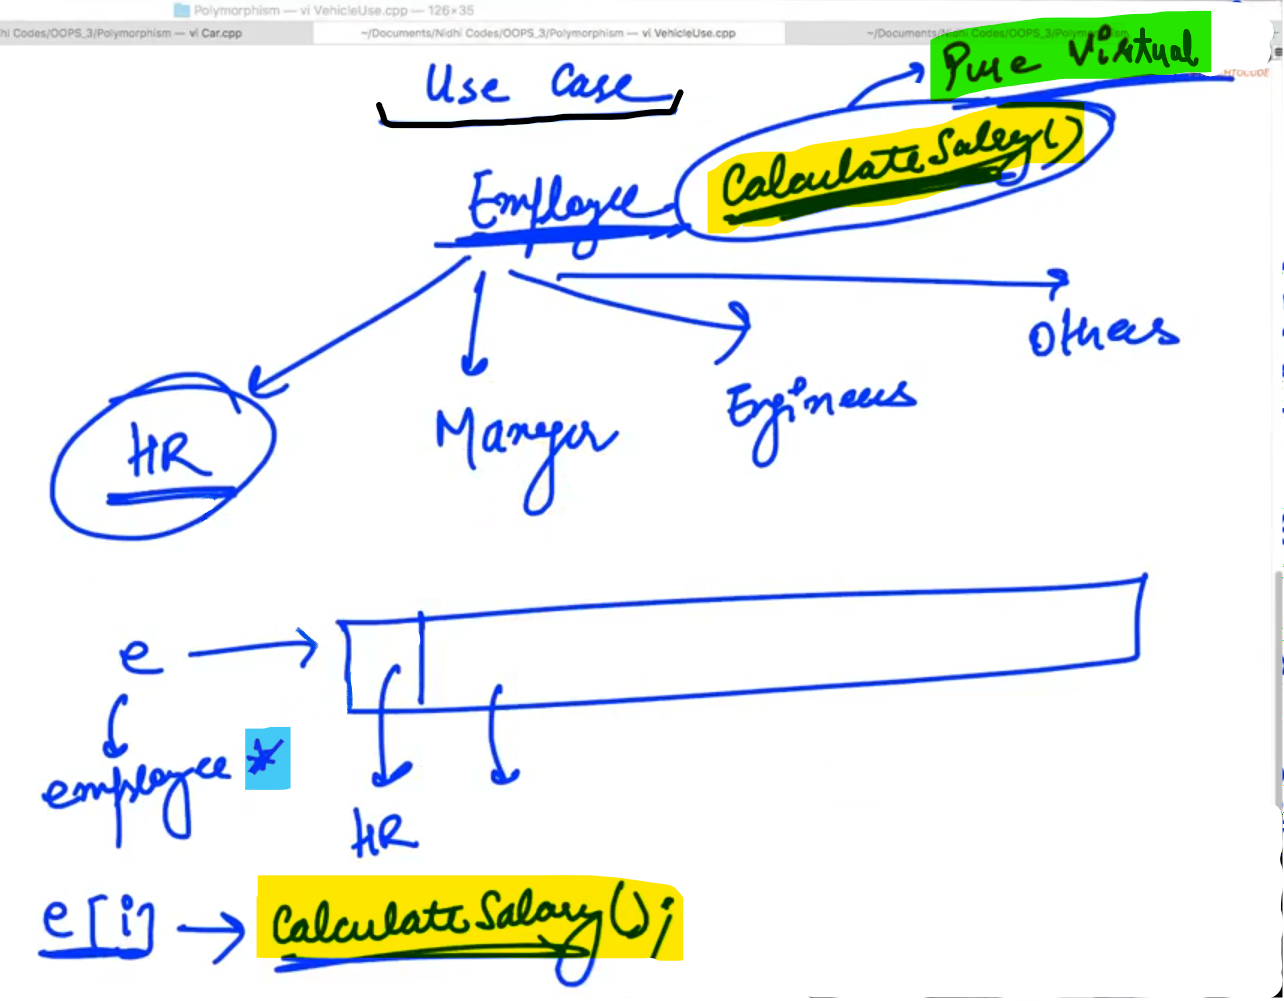 Polymorphism — vi VehicleUse.cpp — 126×35
hi Codes/OOPS_3/Polymorphism — vi Car.cpp
~/Documents/Nidhi Codes/OOPS_3/Polymorphism — vi VehicleUse.cpp
~/Documents/Nidhi Codes/OOPS_3/Polymorphism
Pure Virtual
Use Case
CalculateSalary()
Employee
Others
Engineers
Manager
HR
e
employee *
HR
e[i] → CalculateSalary();